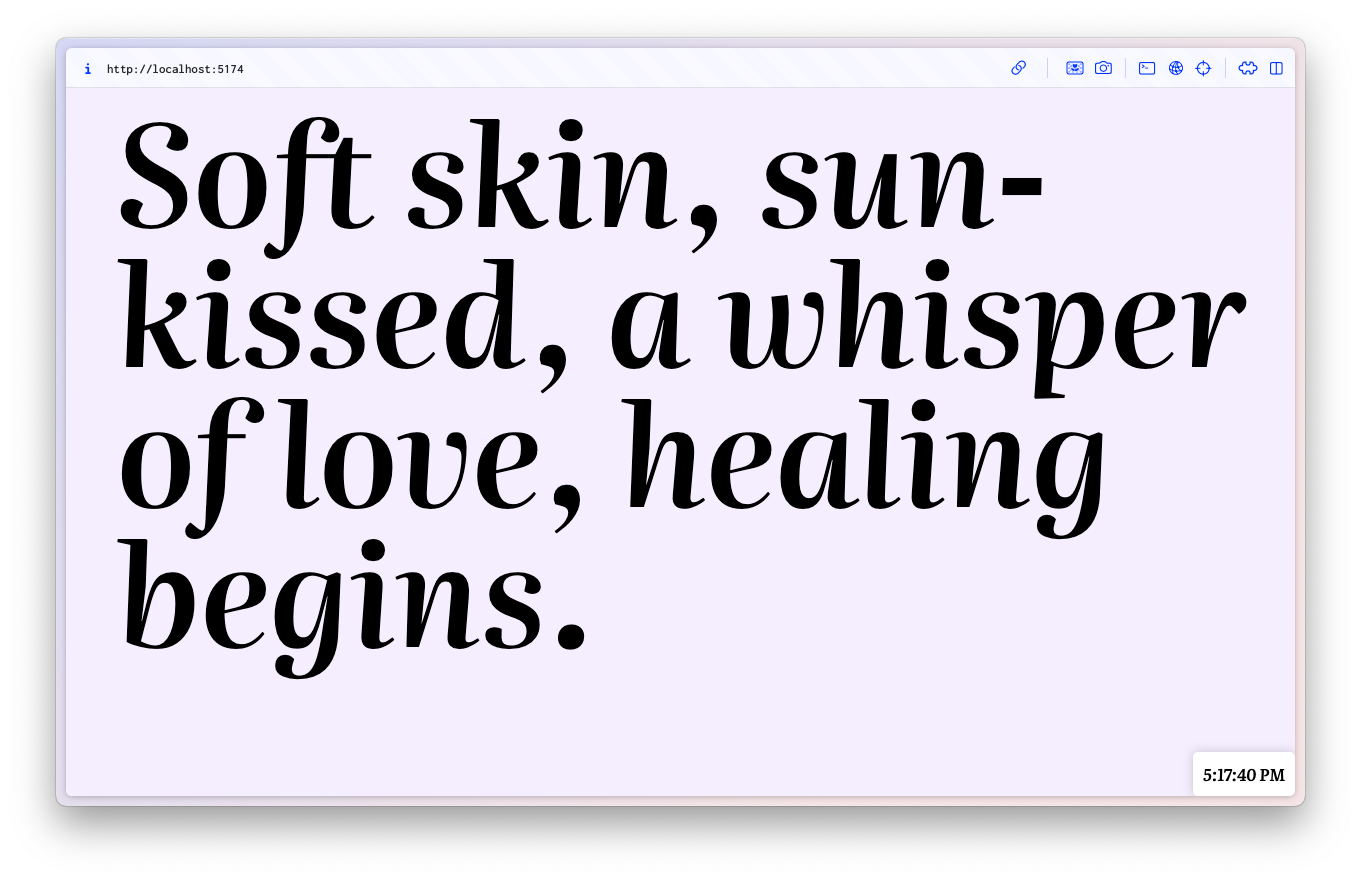 http://localhost:5174
Soft skin, sun-
kissed, a whisper
of love, healing
begins.
5:17:40 PM